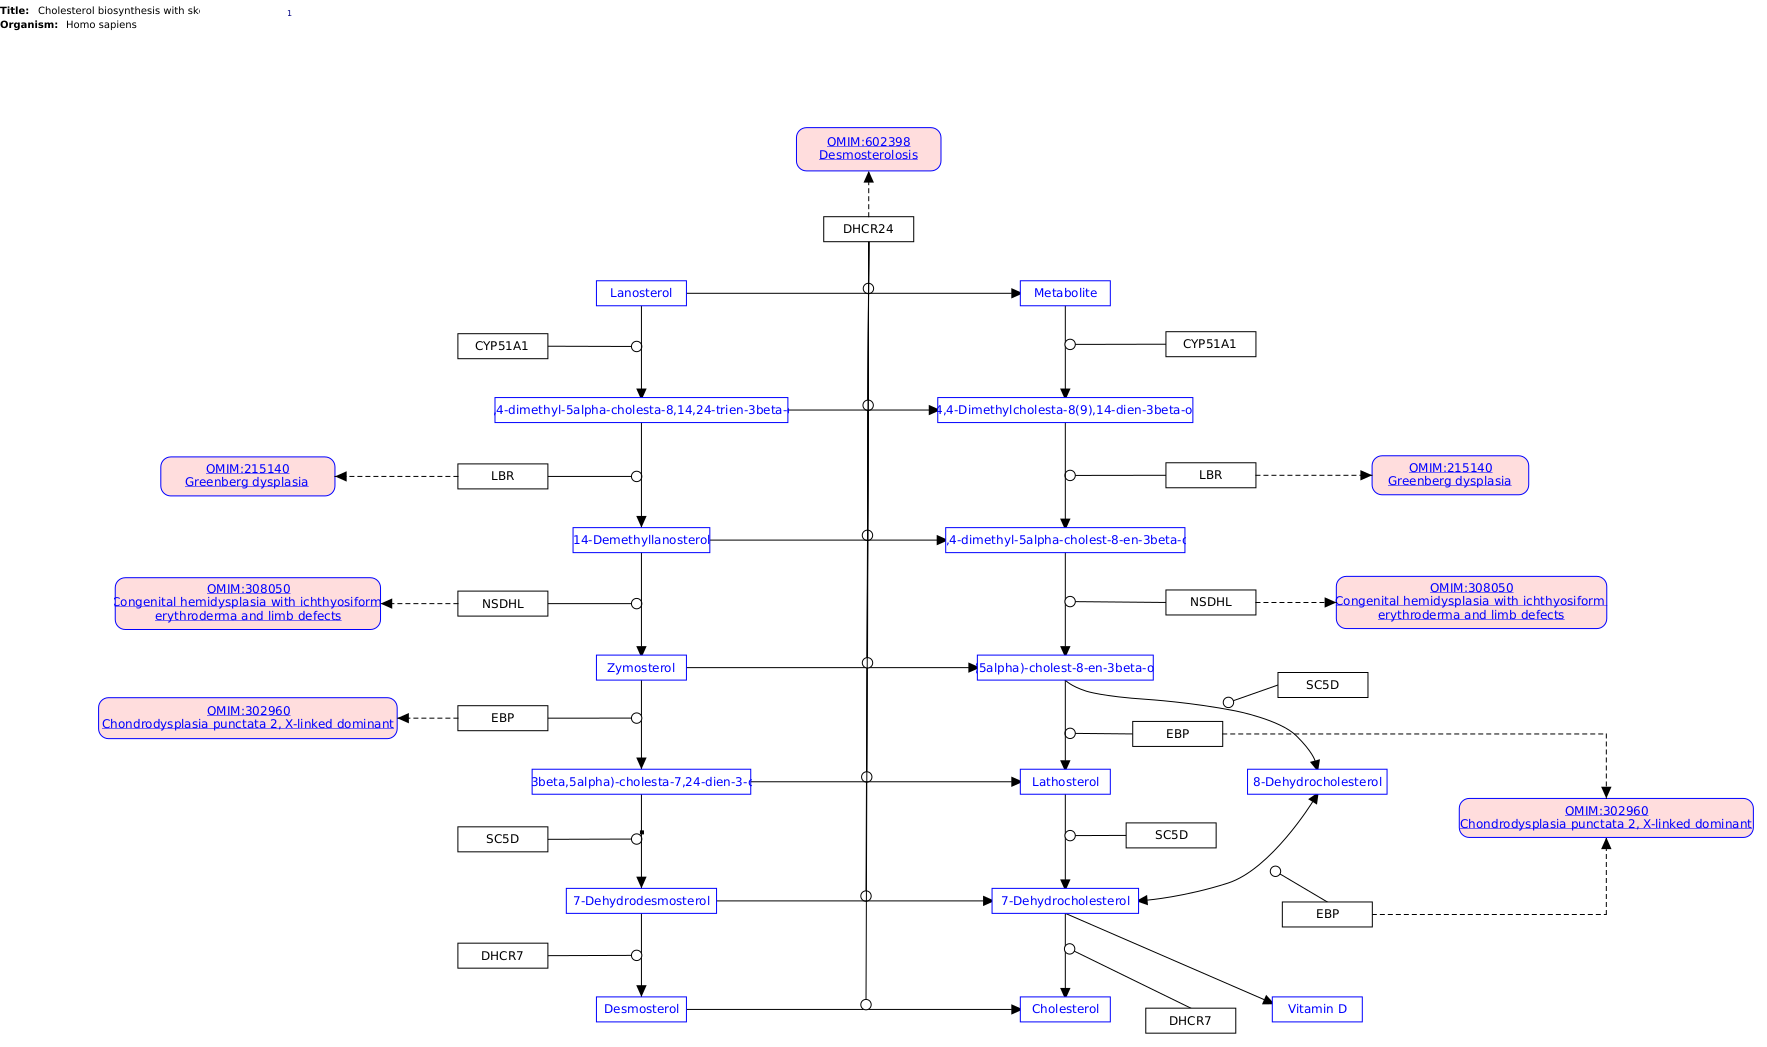 Title: Cholesterol biosynthesis with sk
1
Organism: Homo sapiens
OMIM:602398
Desmosterolosis
DHCR24
Lanosterol
Metabolite
CYP51A1
CYP51A1
,4-dimethyl-5alpha-cholesta-8,14,24-trien-3beta-
4,4-Dimethylcholesta-8(9),14-dien-3beta-o
OMIM:215140
Greenberg dysplasia
LBR
LBR
OMIM:215140
Greenberg dysplasia
14-Demethyllanosterol
,4-dimethyl-5alpha-cholest-8-en-3beta-o
OMIM:308050
Congenital hemidysplasia with ichthyosiform
erythroderma and limb defects
NSDHL
NSDHL
OMIM:308050
Congenital hemidysplasia with ichthyosiform
erythroderma and limb defects
Zymosterol
(5alpha)-cholest-8-en-3beta-o
SC5D
OMIM:302960
Chondrodysplasia punctata 2, X-linked dominant
EBP
EBP
3beta,5alpha)-cholesta-7,24-dien-3-o
Lathosterol
8-Dehydrocholesterol
OMIM:302960
Chondrodysplasia punctata 2, X-linked dominant
SC5D
SC5D
7-Dehydrodesmosterol
7-Dehydrocholesterol
EBP
DHCR7
Desmosterol
Cholesterol
Vitamin D
DHCR7